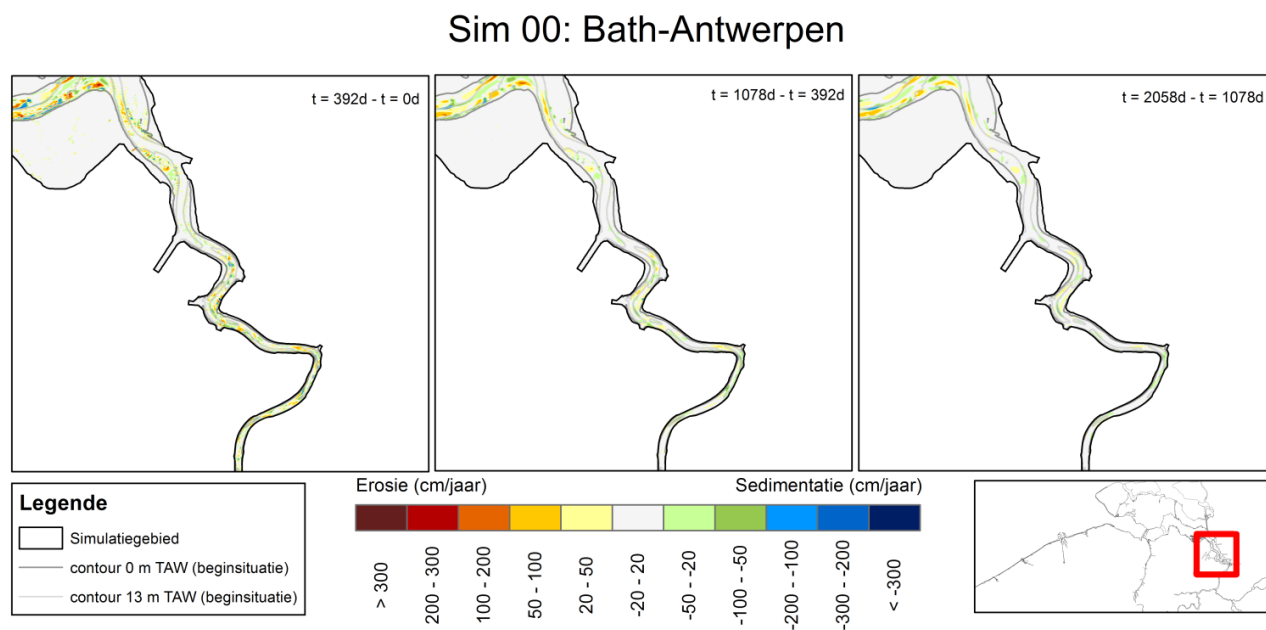 Sim 00: Bath-Antwerpen
t = 392d - t = 0d
t = 1078d - t = 392d
t = 2058d - t = 1078d
Legende
Simulatiegebied
contour 0 m TAW (beginsituatie)
contour 13 m TAW (beginsituatie)
Erosie (cm/jaar)
Sedimentatie (cm/jaar)
> 300
200 - 300
100 - 200
50 - 100
20 - 50
-20 - 20
-50 - -20
-100 - -50
-200 - -100
-300 - -200
< -300